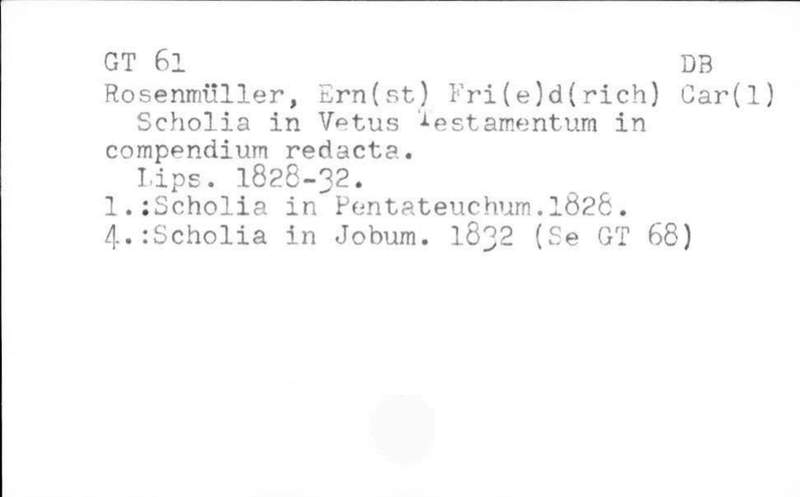 GT 61 DB
Rosenmüller, Ern(st) Fri(e)d(rich) Car(l)
Scholia in Vetus Testamentum in
compendium redacta.
Lips. 1828-32.
1.:Scholia in Pentateuchum.1828.
4.:Scholia in Jobum. 1832 (Se GT 68)